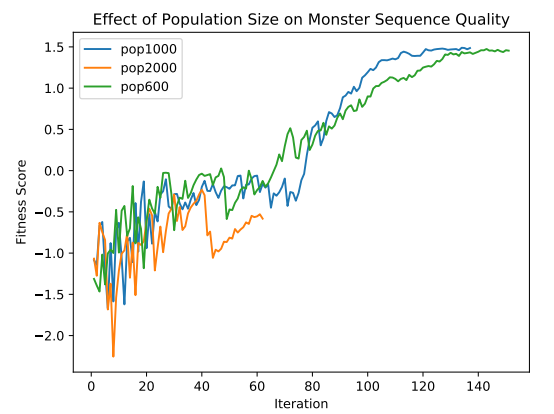 Effect of Population Size on Monster Sequence Quality
pop1000
pop2000
pop600
Fitness Score
1.5
1.0
0.5
0.0
−0.5
−1.0
−1.5
−2.0
0 20 40 60 80 100 120 140
Iteration